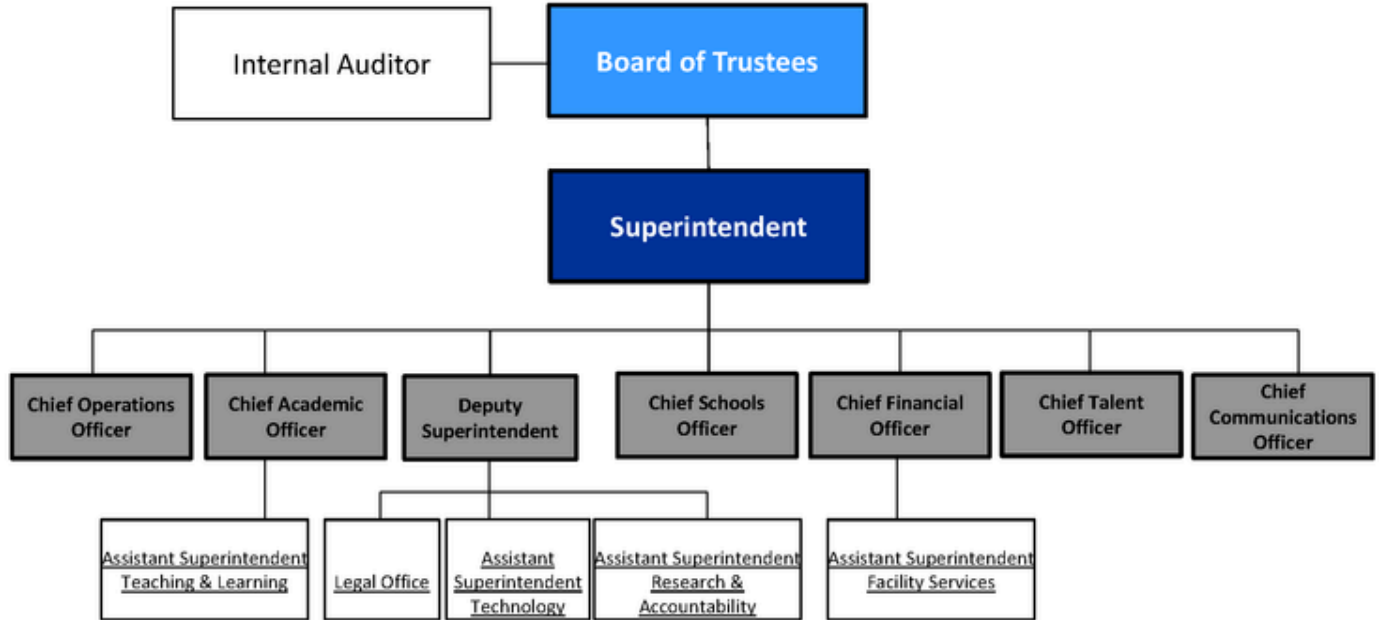 Internal Auditor
Board of Trustees
Superintendent
Chief Operations
Officer
Chief Academic
Officer
Deputy
Superintendent
Chief Schools
Officer
Chief Financial
Officer
Chief Talent
Officer
Chief
Communications
Officer
Assistant Superintendent
Teaching & Learning
Legal Office
Assistant
Superintendent
Technology
Assistant Superintendent
Research &
Accountability
Assistant Superintendent
Facility Services